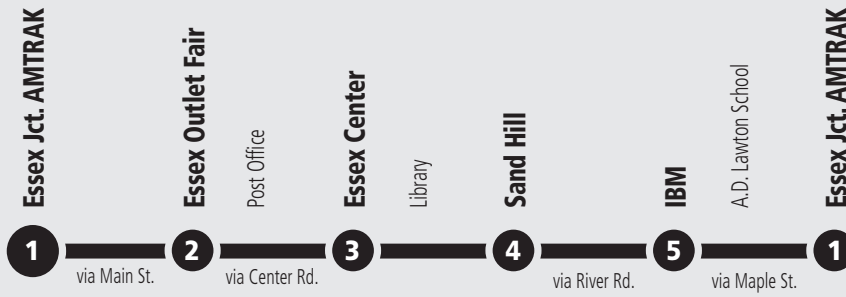 Essex Jct. AMTRAK
Essex Outlet Fair
Post Office
Essex Center
Library
Sand Hill
IBM
A.D. Lawton School
Essex Jct. AMTRAK
1
2
3
4
5
1
via Main St.
via Center Rd.
via River Rd.
via Maple St.